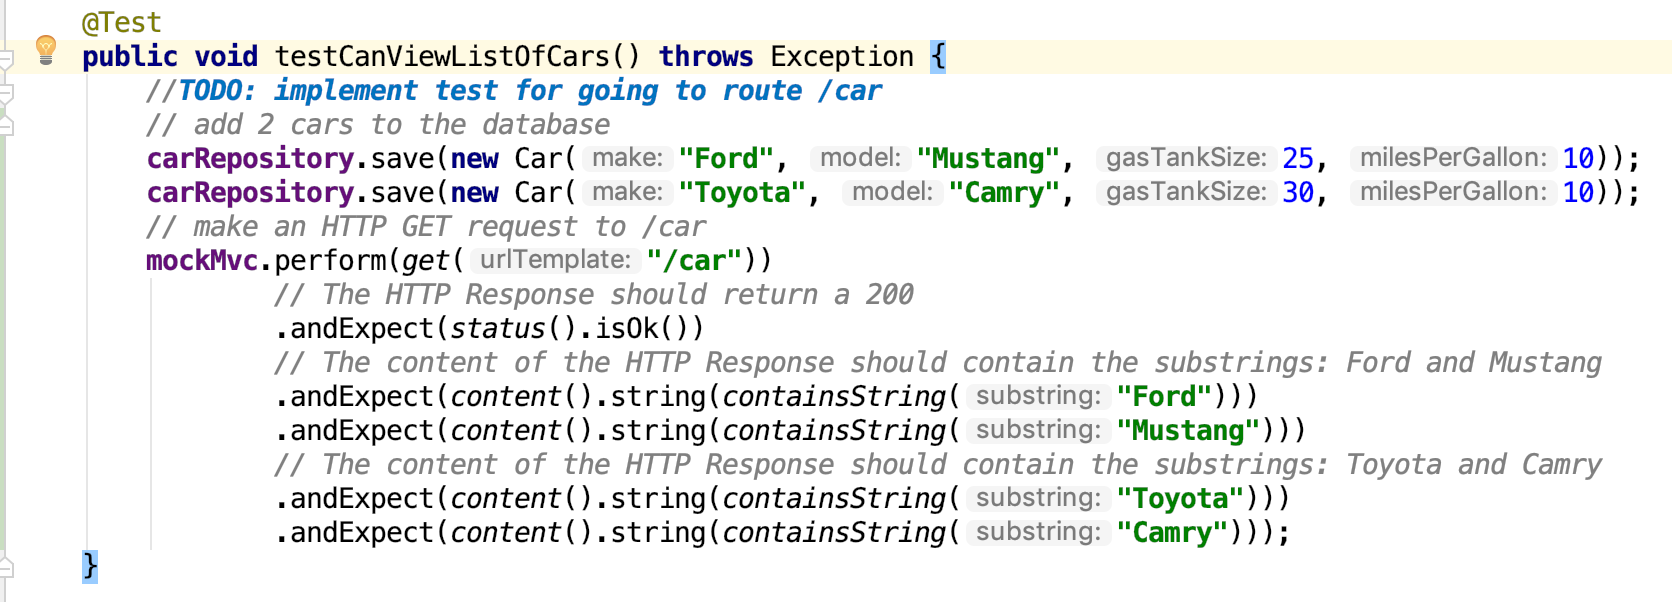 @Test
public void testCanViewListOfCars() throws Exception {
//TODO: implement test for going to route /car
// add 2 cars to the database
carRepository.save(new Car( make: "Ford", model: "Mustang", gasTankSize: 25, milesPerGallon: 10));
carRepository.save(new Car( make: "Toyota", model: "Camry", gasTankSize: 30, milesPerGallon: 10));
// make an HTTP GET request to /car
mockMvc.perform(get( urlTemplate: "/car"))
// The HTTP Response should return a 200
.andExpect(status().isOk())
// The content of the HTTP Response should contain the substrings: Ford and Mustang
.andExpect(content().string(containsString( substring: "Ford")))
.andExpect(content().string(containsString( substring: "Mustang")))
// The content of the HTTP Response should contain the substrings: Toyota and Camry
.andExpect(content().string(containsString( substring: "Toyota")))
.andExpect(content().string(containsString( substring: "Camry")));
}